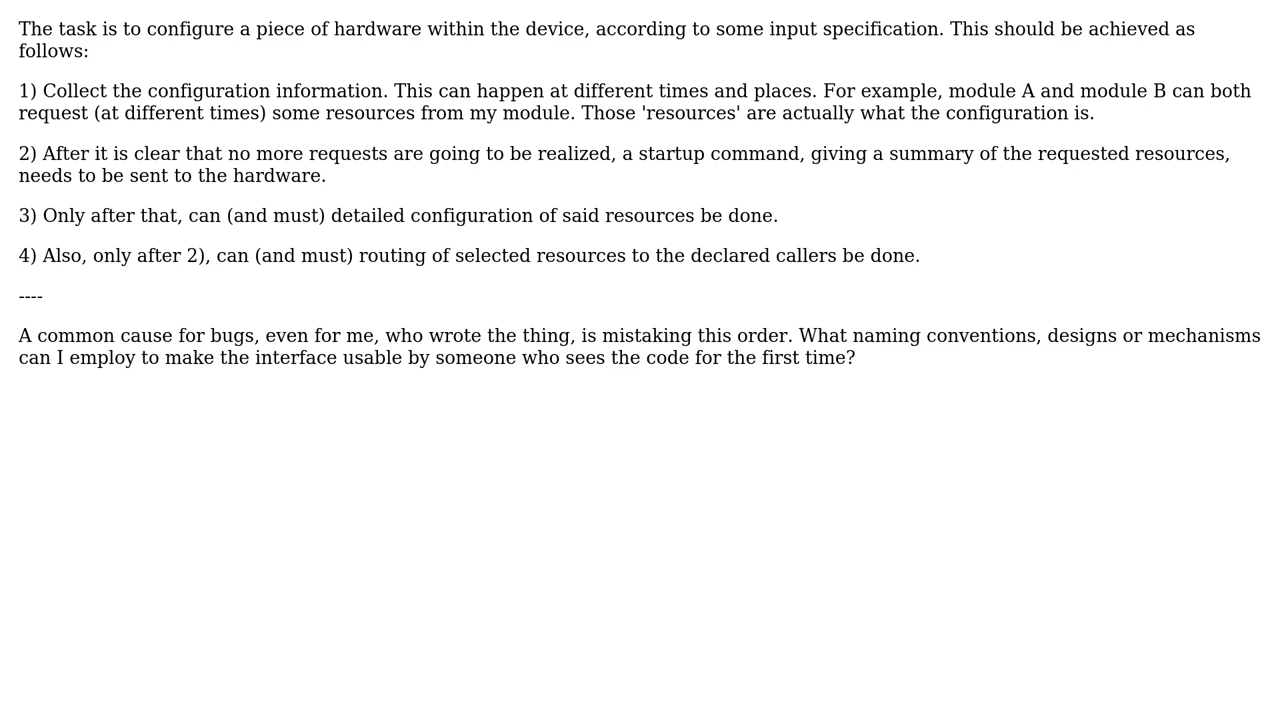 The task is to configure a piece of hardware within the device, according to some input specification. This should be achieved as
follows:
1) Collect the configuration information. This can happen at different times and places. For example, module A and module B can both
request (at different times) some resources from my module. Those 'resources' are actually what the configuration is.
2) After it is clear that no more requests are going to be realized, a startup command, giving a summary of the requested resources,
needs to be sent to the hardware.
3) Only after that, can (and must) detailed configuration of said resources be done.
4) Also, only after 2), can (and must) routing of selected resources to the declared callers be done.
----
A common cause for bugs, even for me, who wrote the thing, is mistaking this order. What naming conventions, designs or mechanisms
can I employ to make the interface usable by someone who sees the code for the first time?